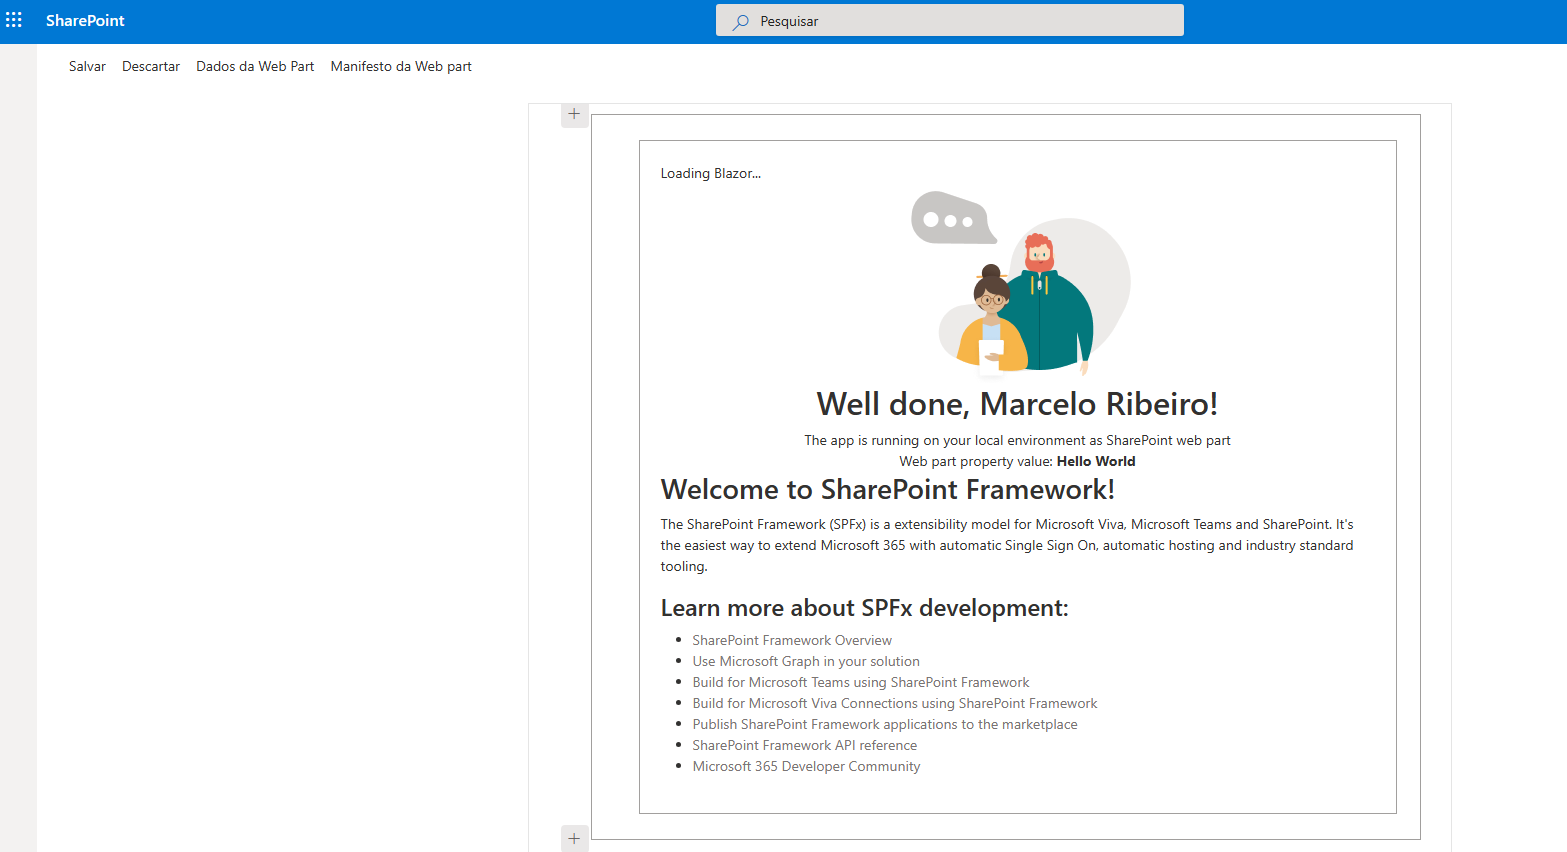 SharePoint
Pesquisar
Salvar Descartar Dados da Web Part Manifesto da Web part
Loading Blazor...
Well done, Marcelo Ribeiro!
The app is running on your local environment as SharePoint web part
Web part property value: Hello World
Welcome to SharePoint Framework!
The SharePoint Framework (SPFx) is a extensibility model for Microsoft Viva, Microsoft Teams and SharePoint. It's
the easiest way to extend Microsoft 365 with automatic Single Sign On, automatic hosting and industry standard
tooling.
Learn more about SPFx development:
SharePoint Framework Overview
Use Microsoft Graph in your solution
Build for Microsoft Teams using SharePoint Framework
Build for Microsoft Viva Connections using SharePoint Framework
Publish SharePoint Framework applications to the marketplace
SharePoint Framework API reference
Microsoft 365 Developer Community